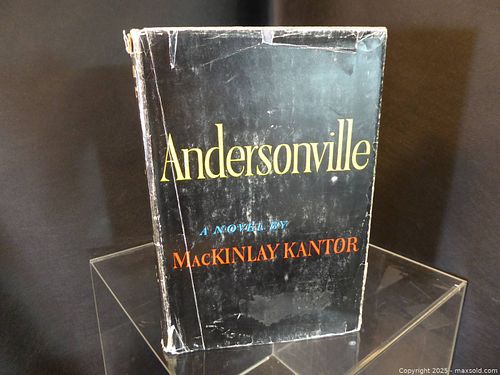 Andersonville
A NOVEL BY
MACKINLAY KANTOR
Copyright 2025 - maxsold.com